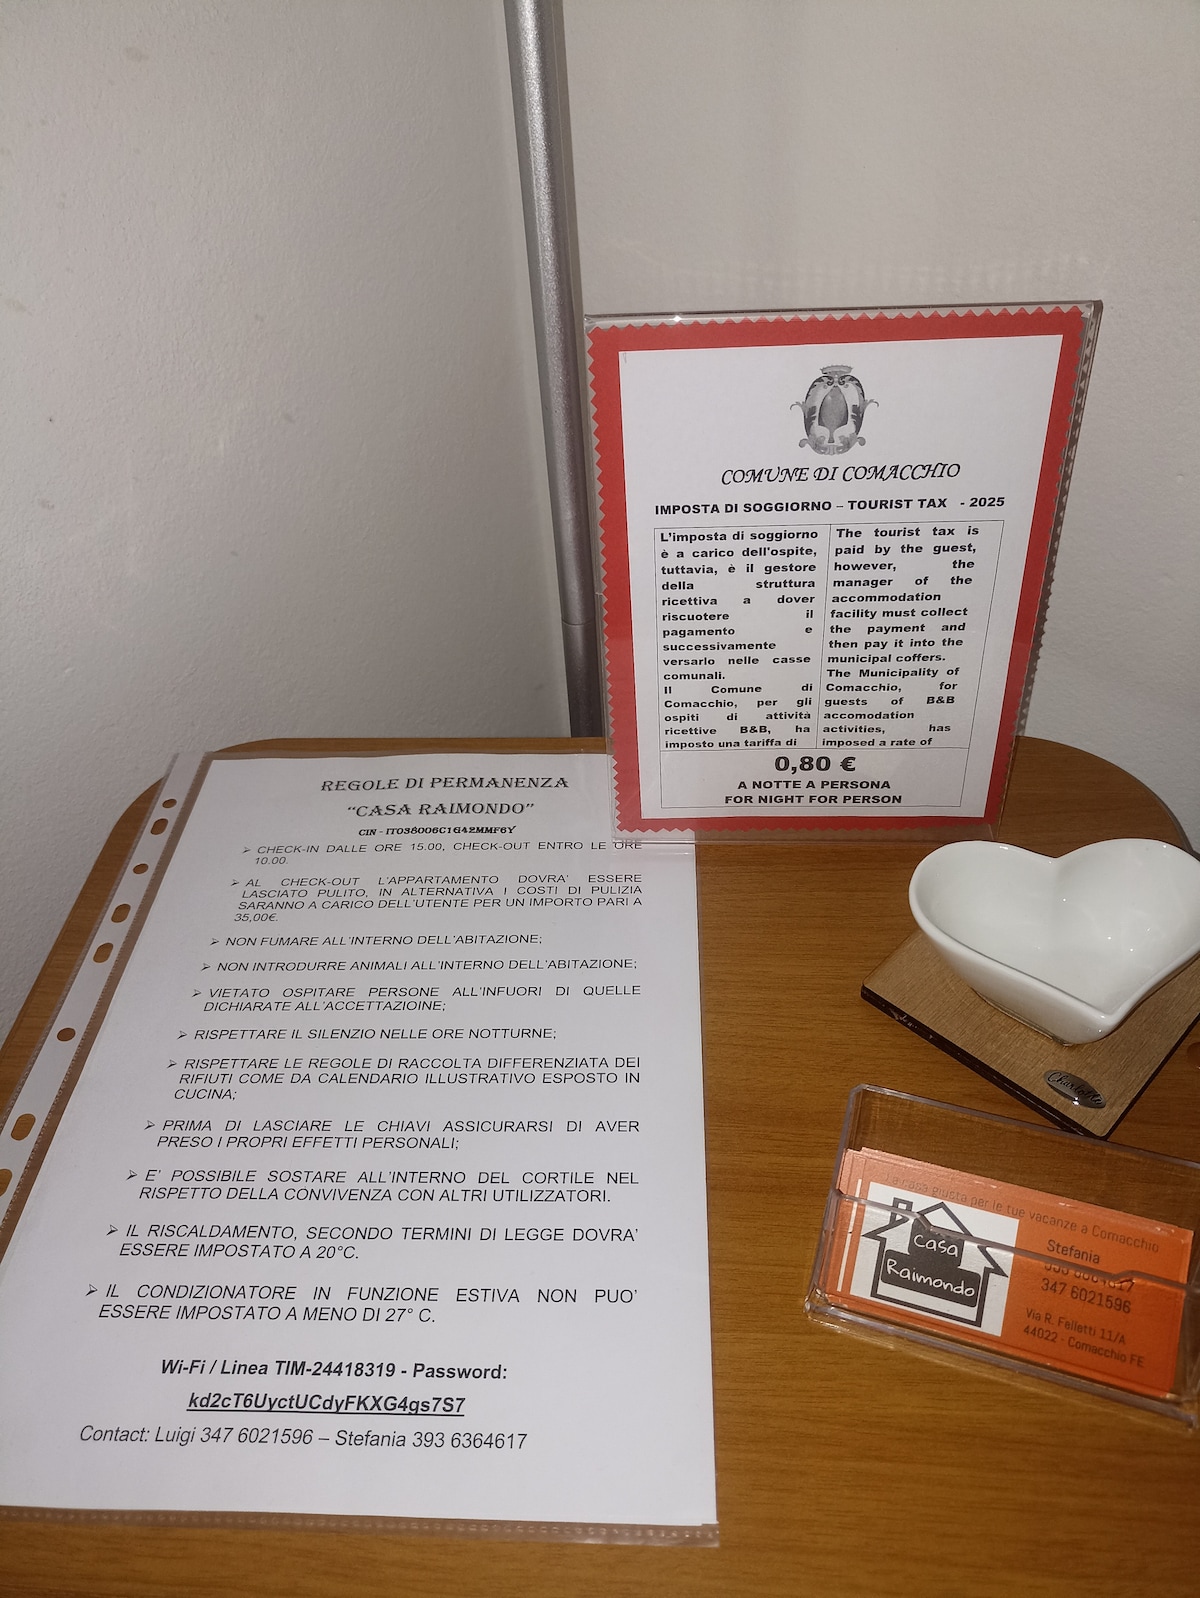 COMUNE DI COMACCHIO
IMPOSTA DI SOGGIORNO – TOURIST TAX - 2025
L'imposta di soggiorno
è a carico dell'ospite,
tuttavia, è il gestore
della struttura
ricettiva a dover
riscuotere il
pagamento e
successivamente
versarlo nelle casse
comunali.
Il Comune di
Comacchio, per gli
ospiti di attività
ricettive B&B, ha
imposto una tariffa di
The tourist tax is
paid by the guest,
however, the
manager of the
accommodation
facility must collect
the payment and
then pay it into the
municipal coffers.
The Municipality of
Comacchio, for
guests of B&B
accomodation
activities, has
imposed a rate of
0,80 €
A NOTTE A PERSONA
FOR NIGHT FOR PERSON
REGOLE DI PERMANENZA
"CASA RAIMONDO"
CIN - IT038006C1G42MMF6Y
➢ CHECK-IN DALLE ORE 15.00, CHECK-OUT ENTRO LE ORE
10.00.
➢ AL CHECK-OUT L'APPARTAMENTO DOVRA' ESSERE
LASCIATO PULITO, IN ALTERNATIVA I COSTI DI PULIZIA
SARANNO A CARICO DELL'UTENTE PER UN IMPORTO PARI A
35,00€.
➢ NON FUMARE ALL'INTERNO DELL'ABITAZIONE;
➢ NON INTRODURRE ANIMALI ALL'INTERNO DELL'ABITAZIONE;
➢ VIETATO OSPITARE PERSONE ALL'INFUORI DI QUELLE
DICHIARATE ALL'ACCETTAZIOINE;
➢ RISPETTARE IL SILENZIO NELLE ORE NOTTURNE;
➢ RISPETTARE LE REGOLE DI RACCOLTA DIFFERENZIATA DEI
RIFIUTI COME DA CALENDARIO ILLUSTRATIVO ESPOSTO IN
CUCINA;
➢ PRIMA DI LASCIARE LE CHIAVI ASSICURARSI DI AVER
PRESO I PROPRI EFFETTI PERSONALI;
➢ E' POSSIBILE SOSTARE ALL'INTERNO DEL CORTILE NEL
RISPETTO DELLA CONVIVENZA CON ALTRI UTILIZZATORI.
➢ IL RISCALDAMENTO, SECONDO TERMINI DI LEGGE DOVRA'
ESSERE IMPOSTATO A 20°C.
➢ IL CONDIZIONATORE IN FUNZIONE ESTIVA NON PUO'
ESSERE IMPOSTATO A MENO DI 27° C.
Wi-Fi / Linea TIM-24418319 - Password:
kd2cT6UyctUCdyFKXG4gs7S7
Contact: Luigi 347 6021596 – Stefania 393 6364617
Charlotte
La casa giusta per le tue vacanze a Comacchio
Casa
Raimondo
Stefania
347 6021596
Via R. Felletti 11/A
44022 - Comacchio FE